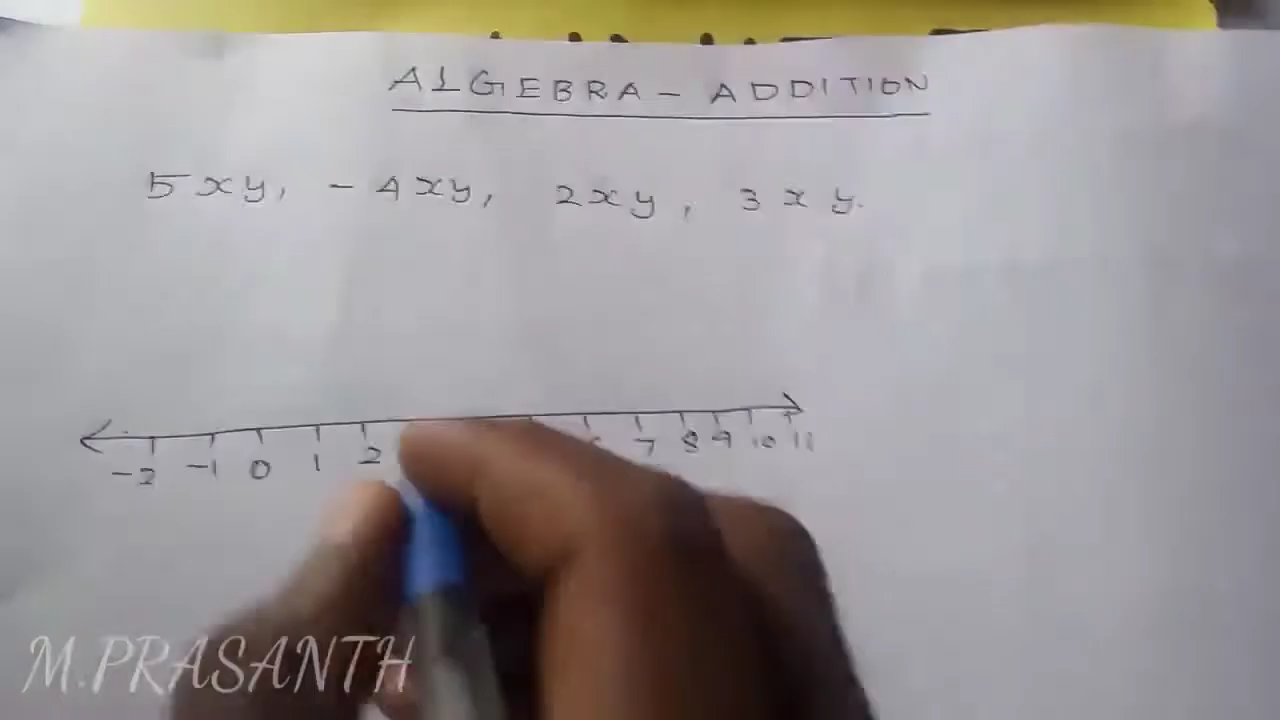 ALGEBRA - ADDITION
5xy, - 4xy, 2xy, 3xy.
-2 -1 0 1 2 7 8 9 10 11
M.PRASANTH